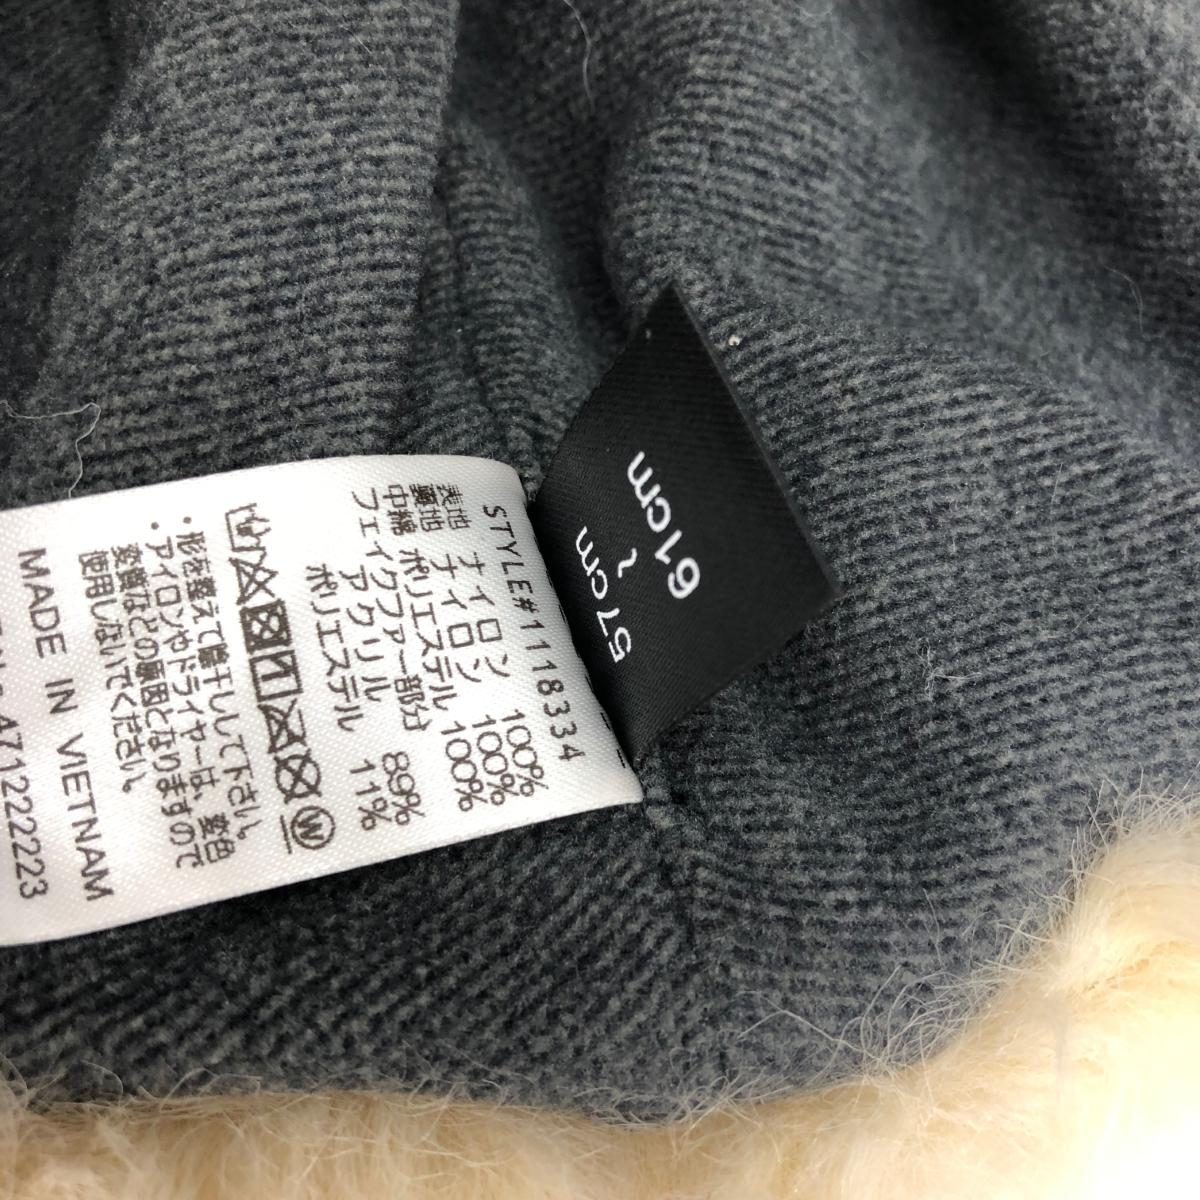 57cm
～
61cm
STYLE#1118334
表地 ナイロン 100%
裏地 ナイロン 100%
中綿 ポリエステル 100%
フェイクファー部分
アクリル 89%
ポリエステル 11%
W
・形を整えて陰干しして下さい。
・アイロンやドライヤーは、変色
変質などの原因となりますので
使用しないでください。
MADE IN VIETNAM